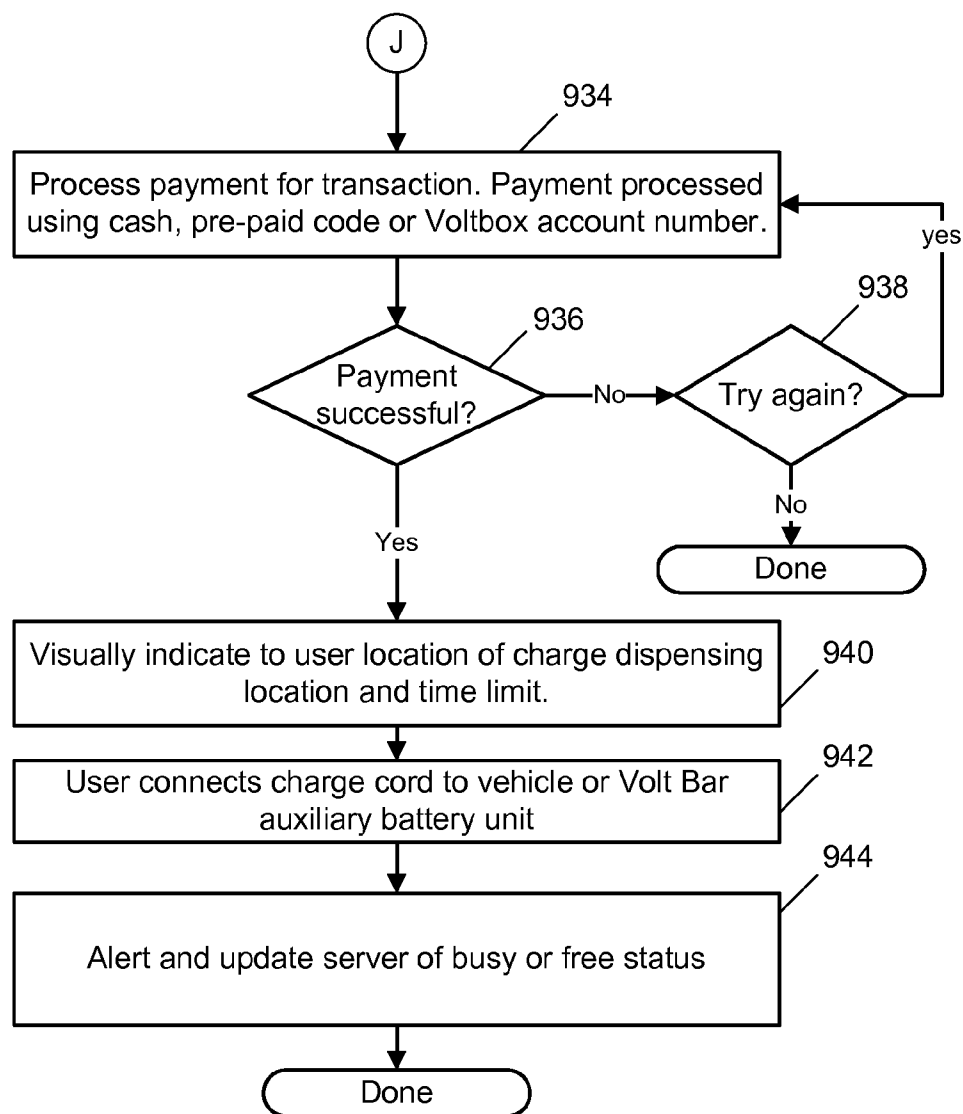 J
934
Process payment for transaction. Payment processed
using cash, pre-paid code or Voltbox account number.
yes
936
938
Payment
successful?
No
Try again?
No
Yes
Done
Visually indicate to user location of charge dispensing
location and time limit.
940
User connects charge cord to vehicle or Volt Bar
auxiliary battery unit
942
944
Alert and update server of busy or free status
Done